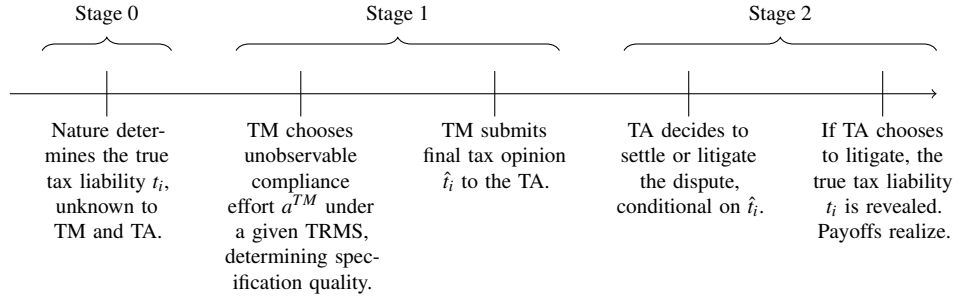 Stage 0
Stage 1
Stage 2
Nature deter-
mines the true
tax liability tᵢ,
unknown to
TM and TA.
TM chooses
unobservable
compliance
effort aᵀᴹ under
a given TRMS,
determining spec-
ification quality.
TM submits
final tax opinion
t̂ᵢ to the TA.
TA decides to
settle or litigate
the dispute,
conditional on t̂ᵢ.
If TA chooses
to litigate, the
true tax liability
tᵢ is revealed.
Payoffs realize.